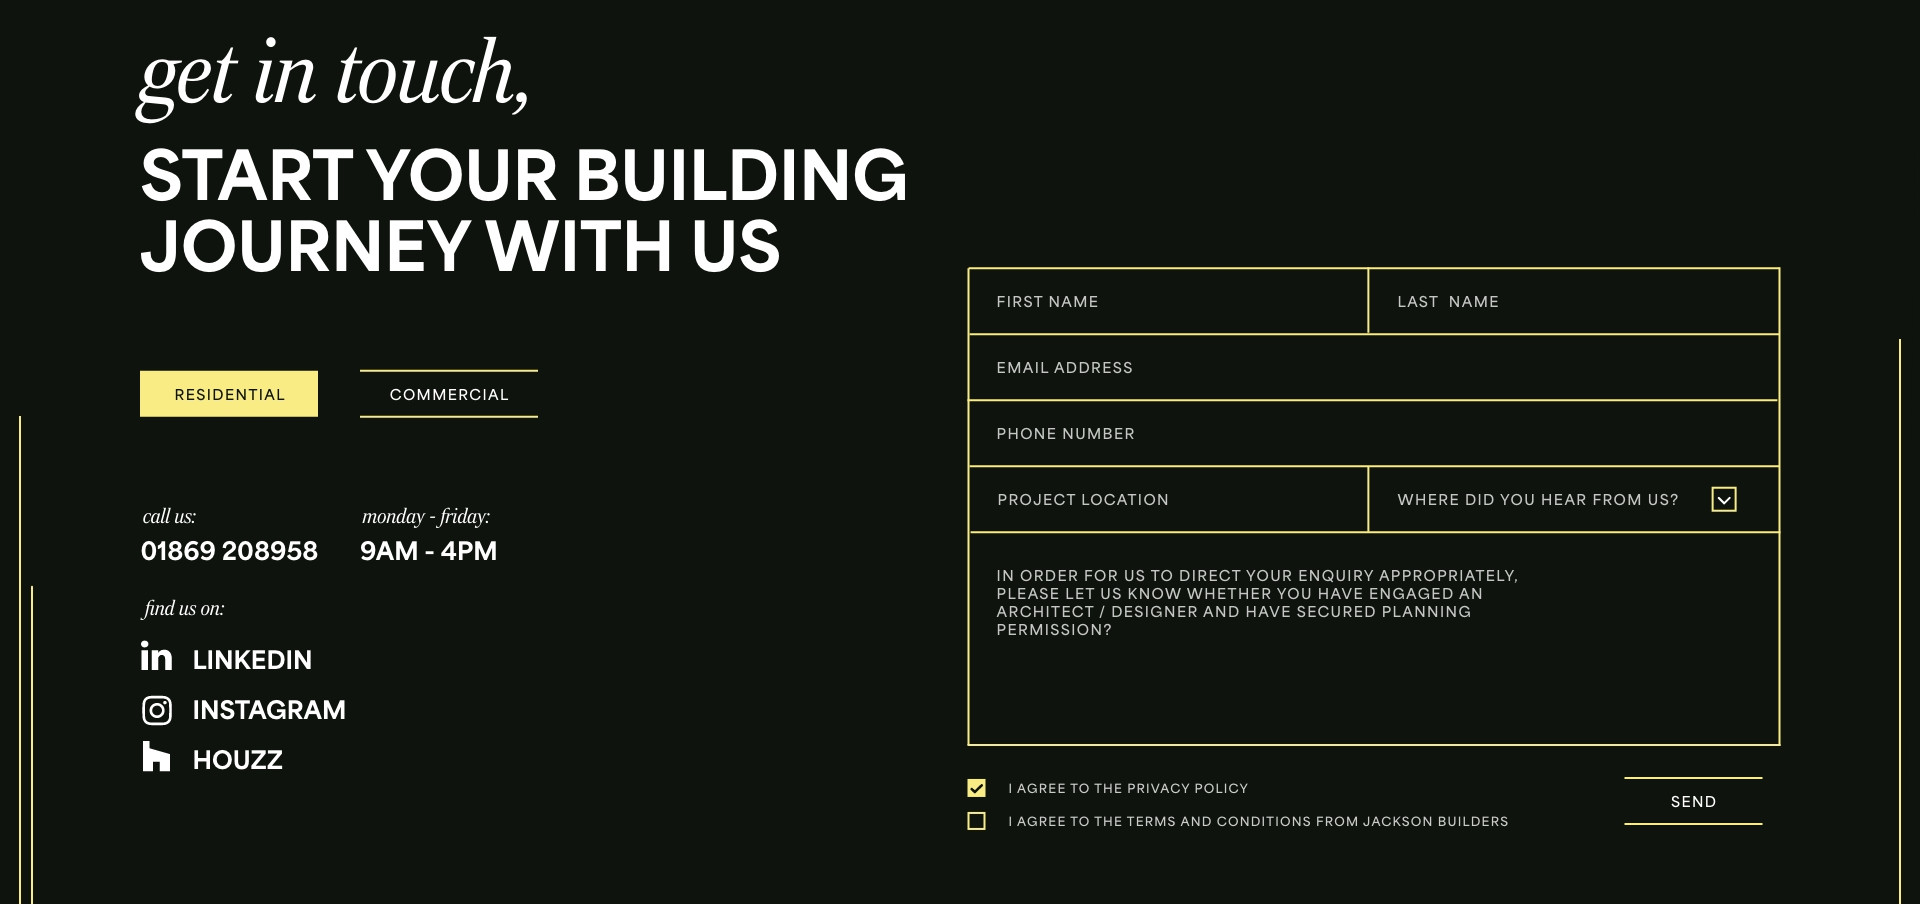 get in touch,
START YOUR BUILDING
JOURNEY WITH US
RESIDENTIAL
COMMERCIAL
call us:
01869 208958
monday - friday:
9AM - 4PM
find us on:
LINKEDIN
INSTAGRAM
HOUZZ
FIRST NAME
LAST NAME
EMAIL ADDRESS
PHONE NUMBER
PROJECT LOCATION
WHERE DID YOU HEAR FROM US?
IN ORDER FOR US TO DIRECT YOUR ENQUIRY APPROPRIATELY,
PLEASE LET US KNOW WHETHER YOU HAVE ENGAGED AN
ARCHITECT / DESIGNER AND HAVE SECURED PLANNING
PERMISSION?
I AGREE TO THE PRIVACY POLICY
I AGREE TO THE TERMS AND CONDITIONS FROM JACKSON BUILDERS
SEND